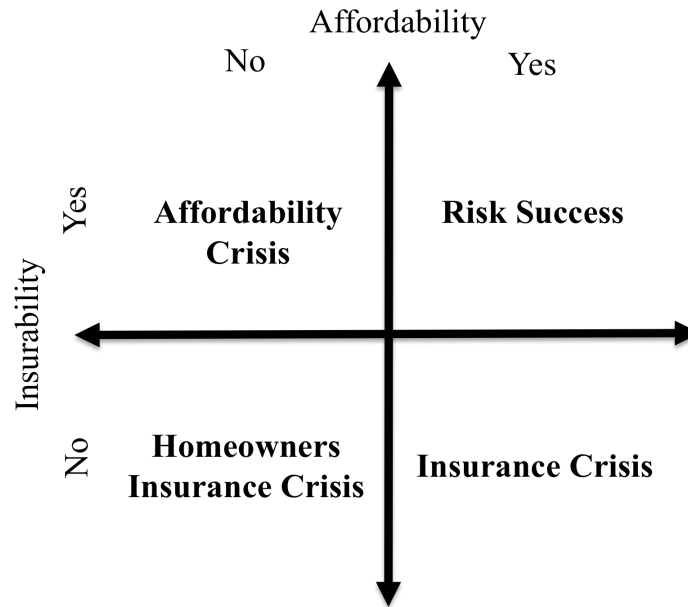 Affordability
No
Yes
Yes
Affordability
Crisis
Risk Success
Insurability
No
Homeowners
Insurance Crisis
Insurance Crisis